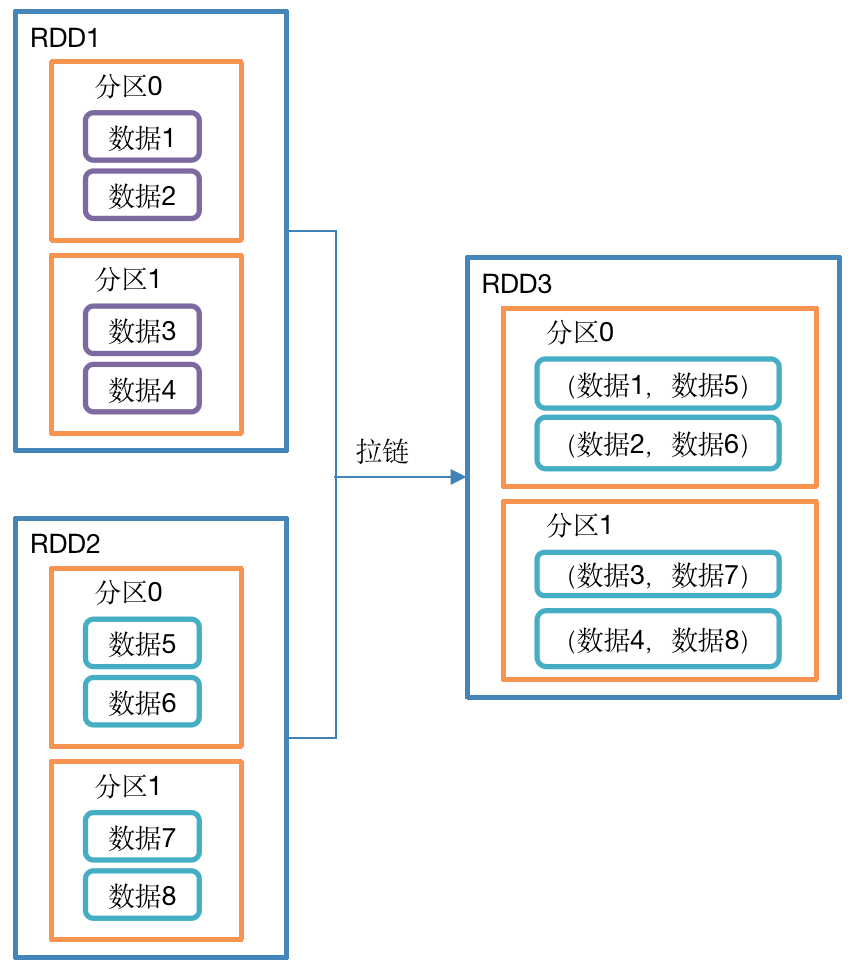 RDD1
分区0
数据1
数据2
分区1
数据3
数据4
RDD2
分区0
数据5
数据6
分区1
数据7
数据8
拉链
RDD3
分区0
(数据1, 数据5)
(数据2, 数据6)
分区1
(数据3, 数据7)
(数据4, 数据8)